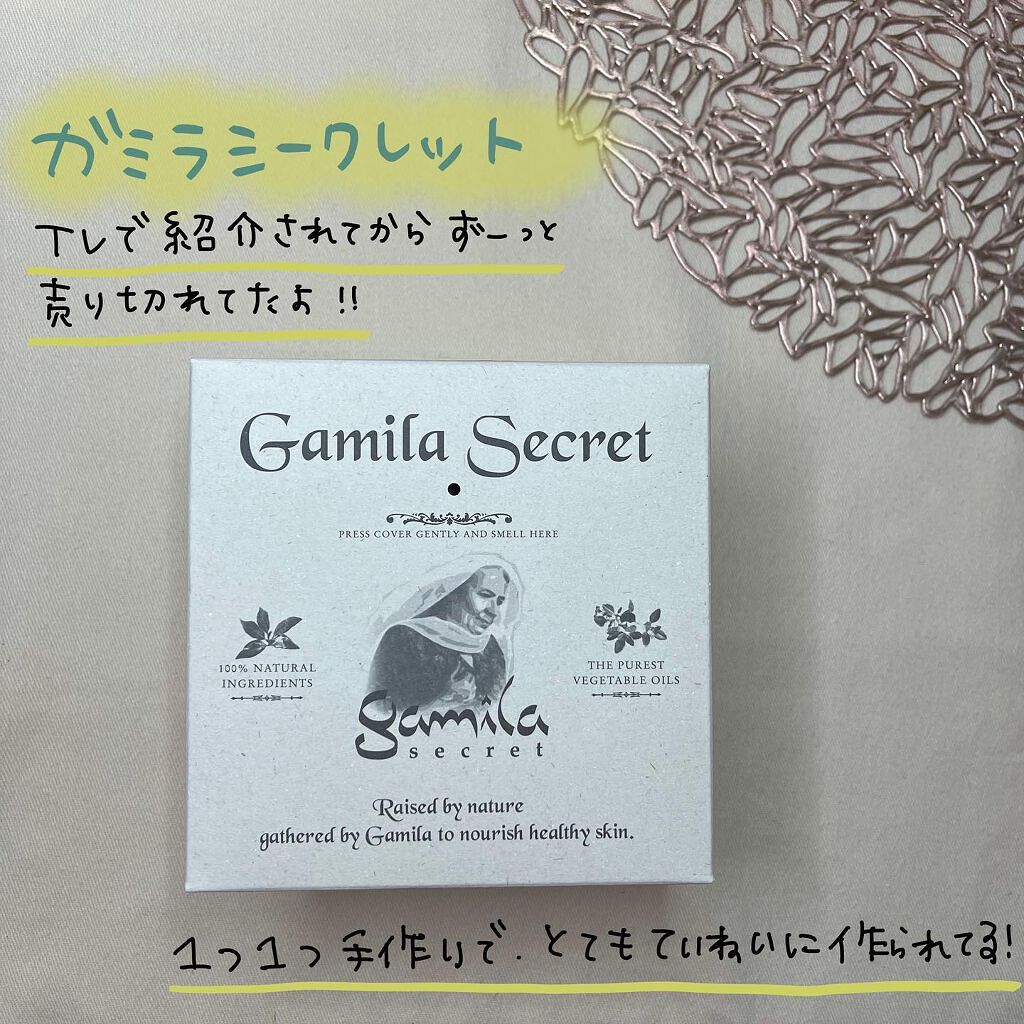 ガミラシークレット
TVで紹介されてから ずーっと
売り切れてたよ!!
Gamila Secret
PRESS COVER GENTLY AND SMELL HERE
100% NATURAL
INGREDIENTS
THE PUREST
VEGETABLE OILS
gamila
secret
Raised by nature
gathered by Gamila to nourish healthy skin.
1つ1つ 手作りで、とてもていねいに作られてる!